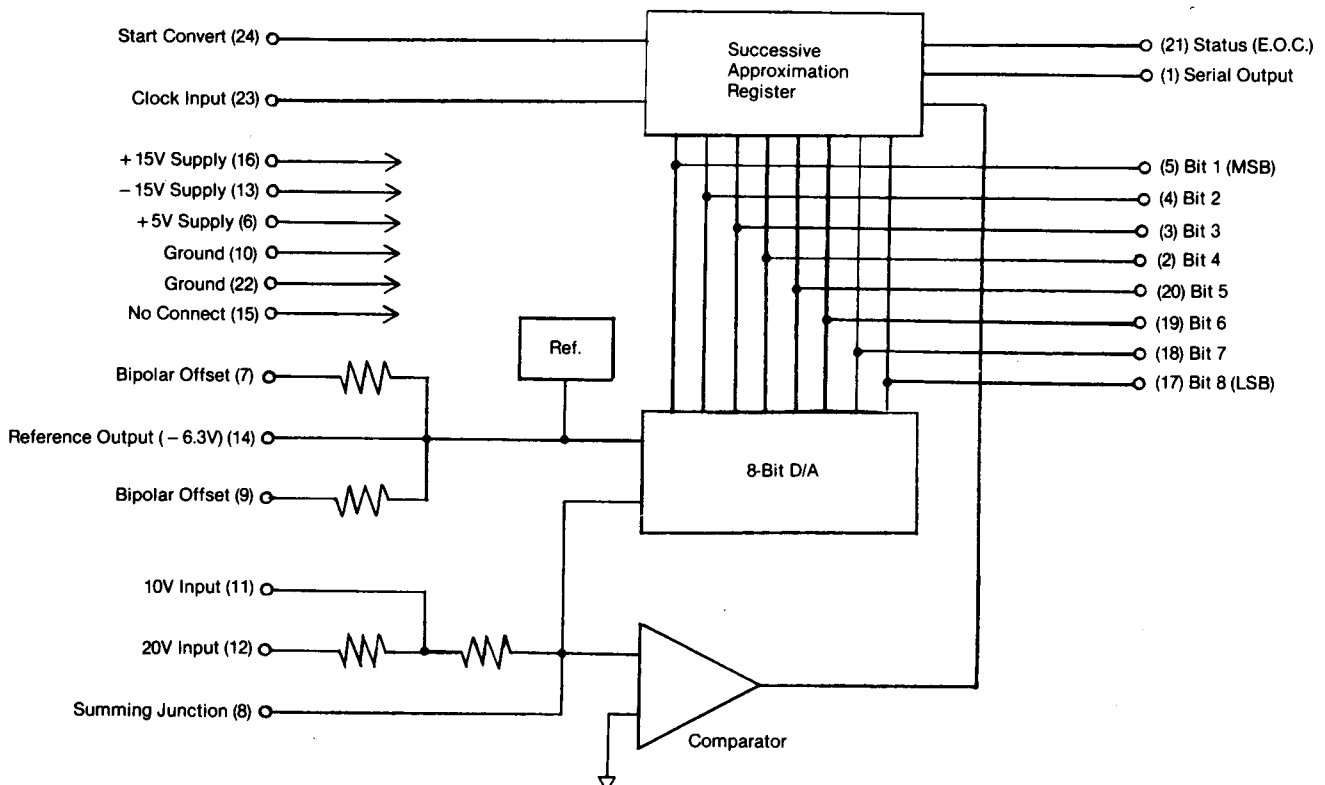 Start Convert (24)
Clock Input (23)
+ 15V Supply (16)
– 15V Supply (13)
+ 5V Supply (6)
Ground (10)
Ground (22)
No Connect (15)
Bipolar Offset (7)
Reference Output ( – 6.3V) (14)
Bipolar Offset (9)
10V Input (11)
20V Input (12)
Summing Junction (8)
Successive
Approximation
Register
Ref.
8-Bit D/A
Comparator
(21) Status (E.O.C.)
(1) Serial Output
(5) Bit 1 (MSB)
(4) Bit 2
(3) Bit 3
(2) Bit 4
(20) Bit 5
(19) Bit 6
(18) Bit 7
(17) Bit 8 (LSB)